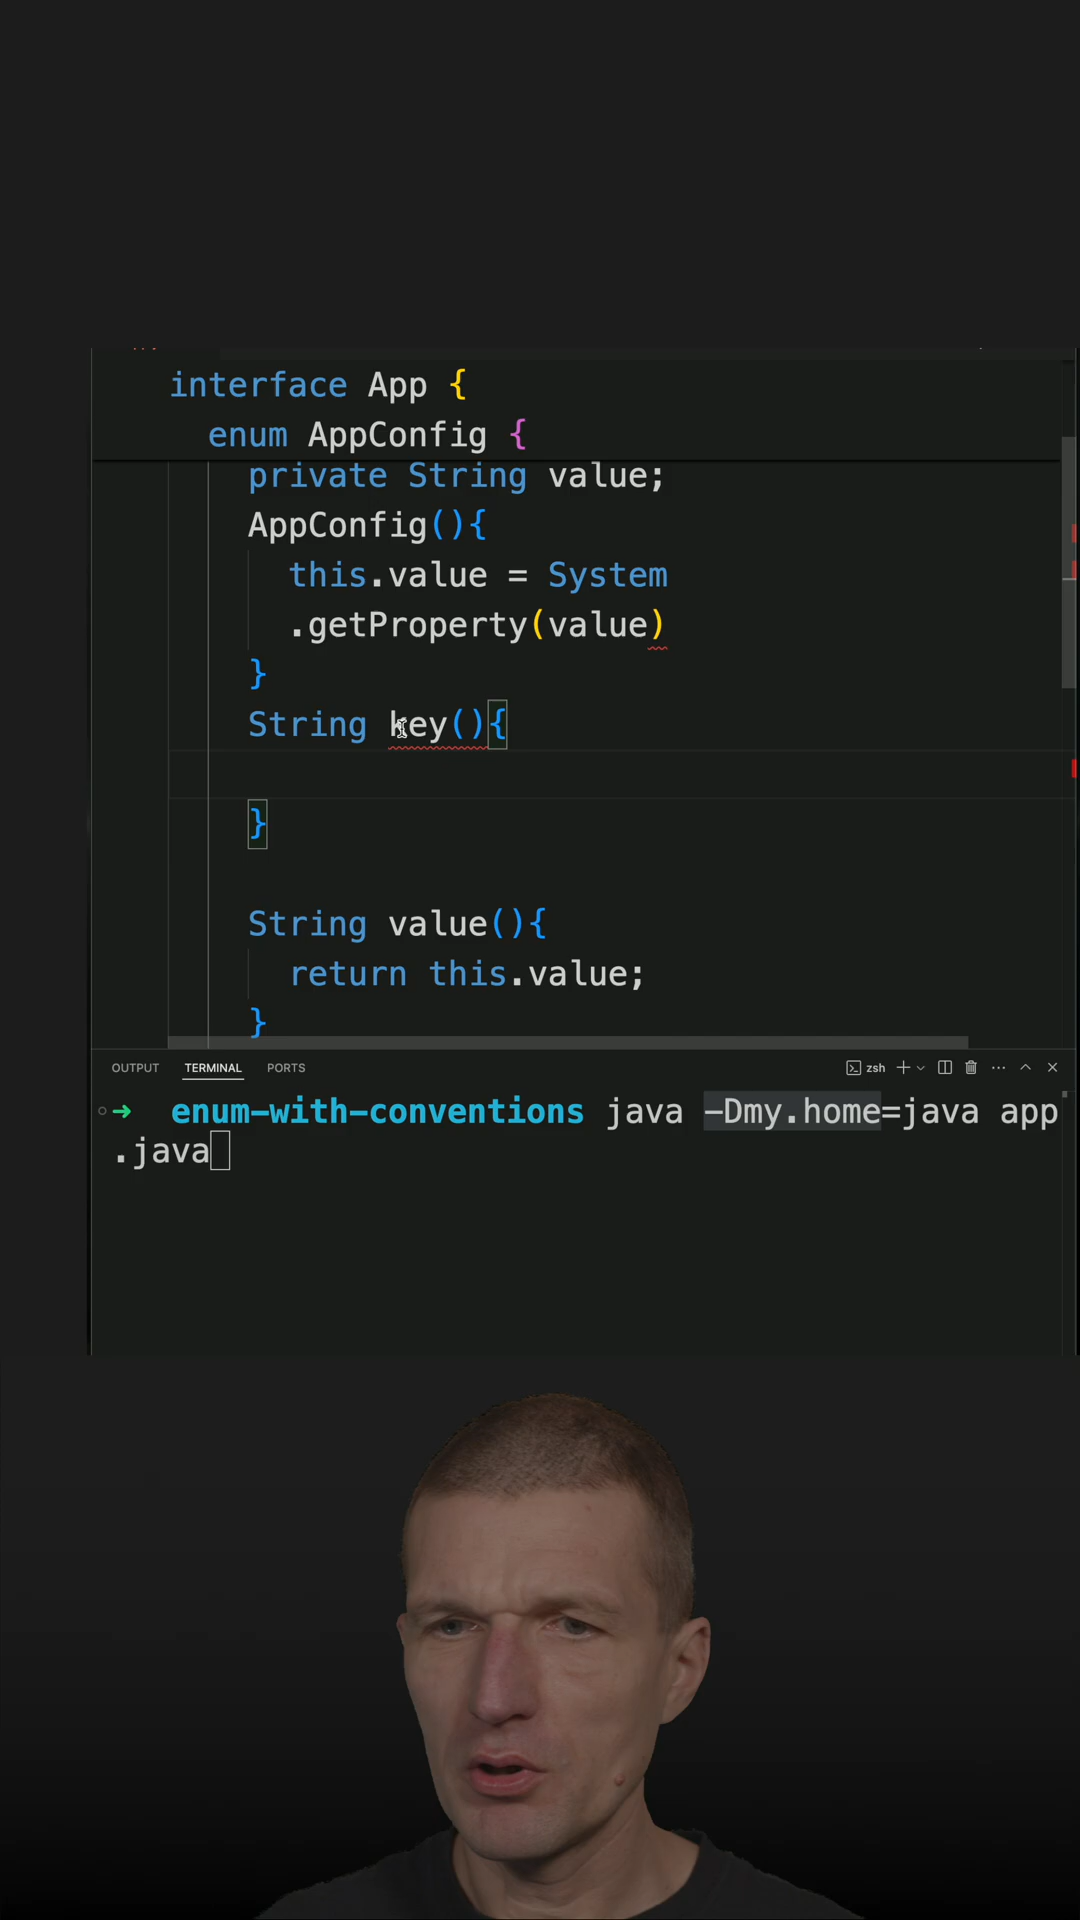 interface App {
enum AppConfig {
private String value;
AppConfig(){
this.value = System
.getProperty(value)
}
String key(){
}
String value(){
return this.value;
}
OUTPUT TERMINAL PORTS zsh
➜ enum-with-conventions java -Dmy.home=java app
.java